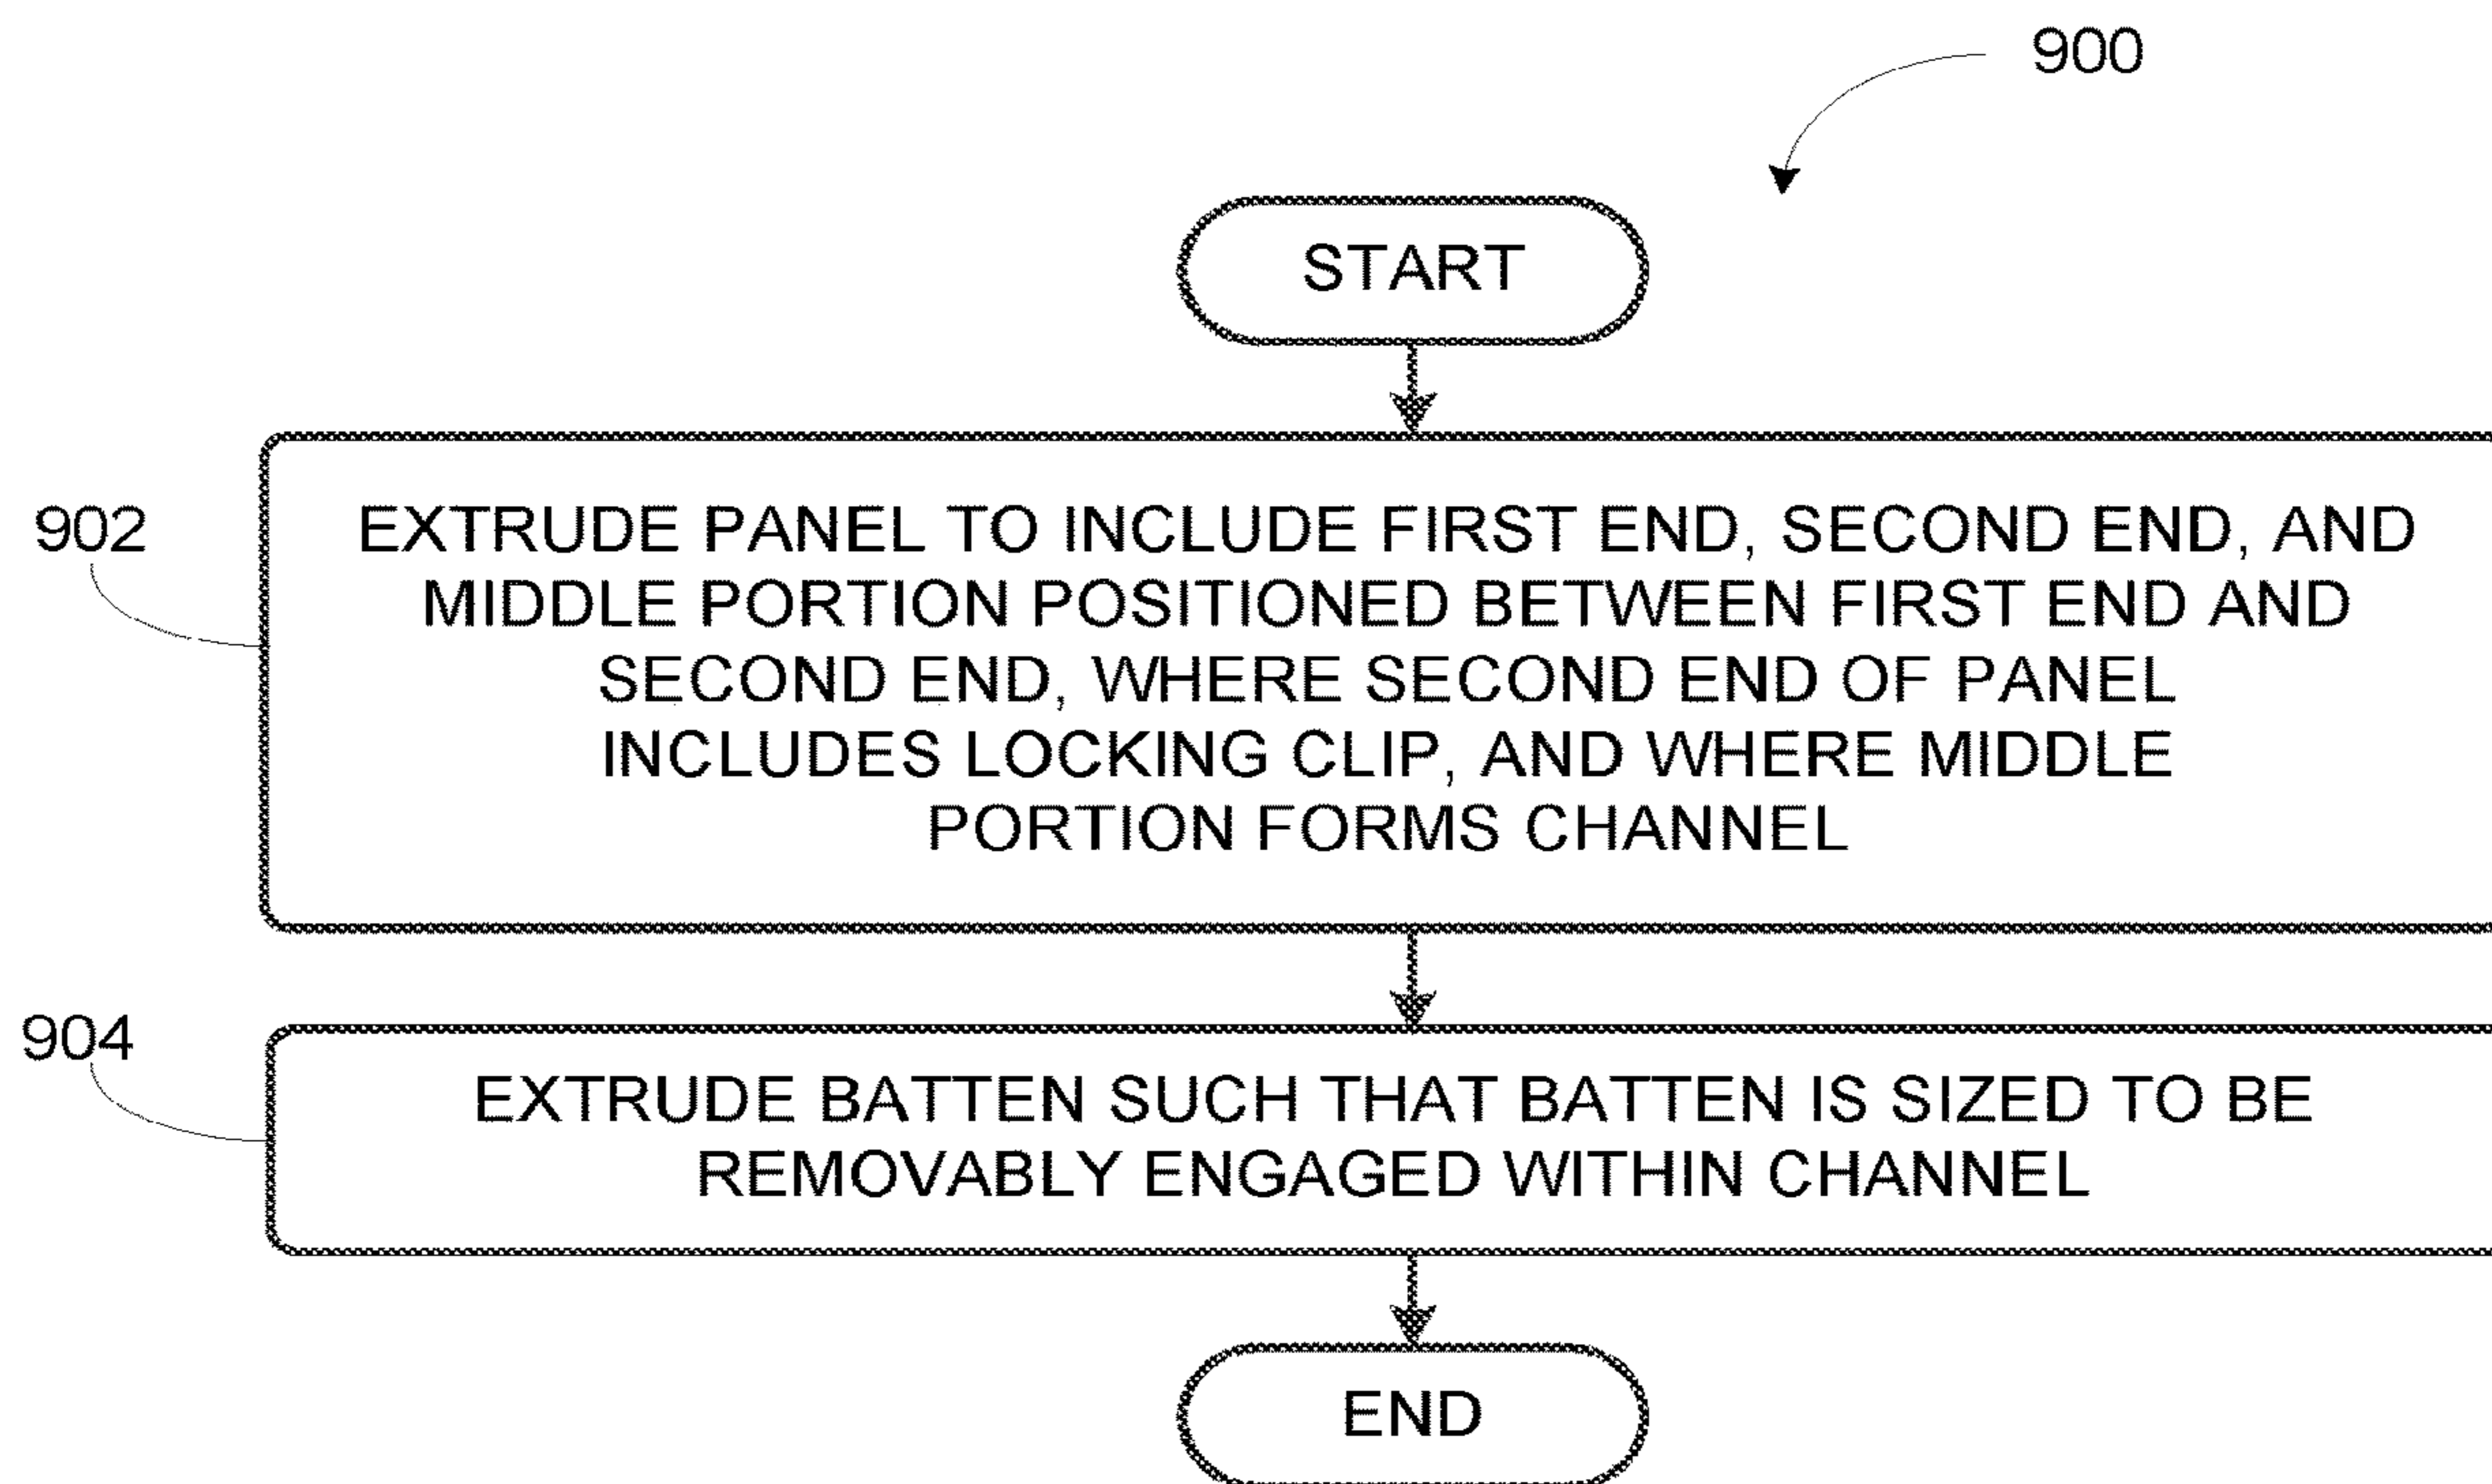 900
START
902
EXTRUDE PANEL TO INCLUDE FIRST END, SECOND END, AND
MIDDLE PORTION POSITIONED BETWEEN FIRST END AND
SECOND END, WHERE SECOND END OF PANEL
INCLUDES LOCKING CLIP, AND WHERE MIDDLE
PORTION FORMS CHANNEL
904
EXTRUDE BATTEN SUCH THAT BATTEN IS SIZED TO BE
REMOVABLY ENGAGED WITHIN CHANNEL
END